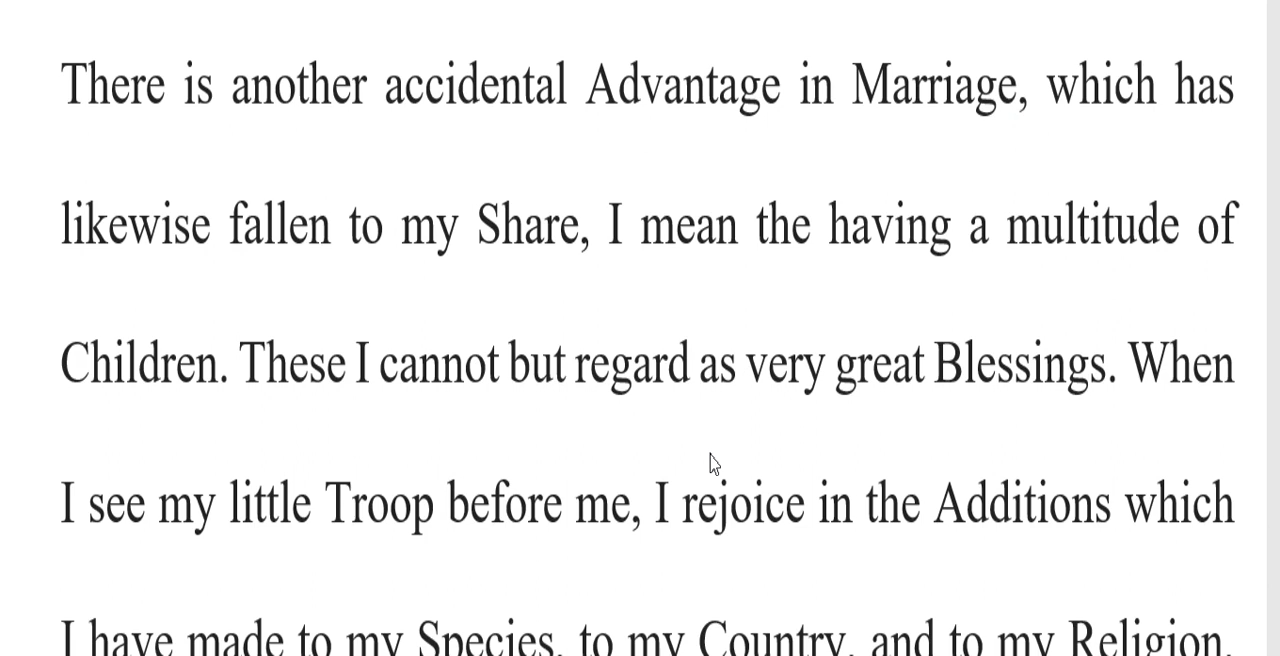 There is another accidental Advantage in Marriage, which has
likewise fallen to my Share, I mean the having a multitude of
Children. These I cannot but regard as very great Blessings. When
I see my little Troop before me, I rejoice in the Additions which
I have made to my Species, to my Country, and to my Religion,